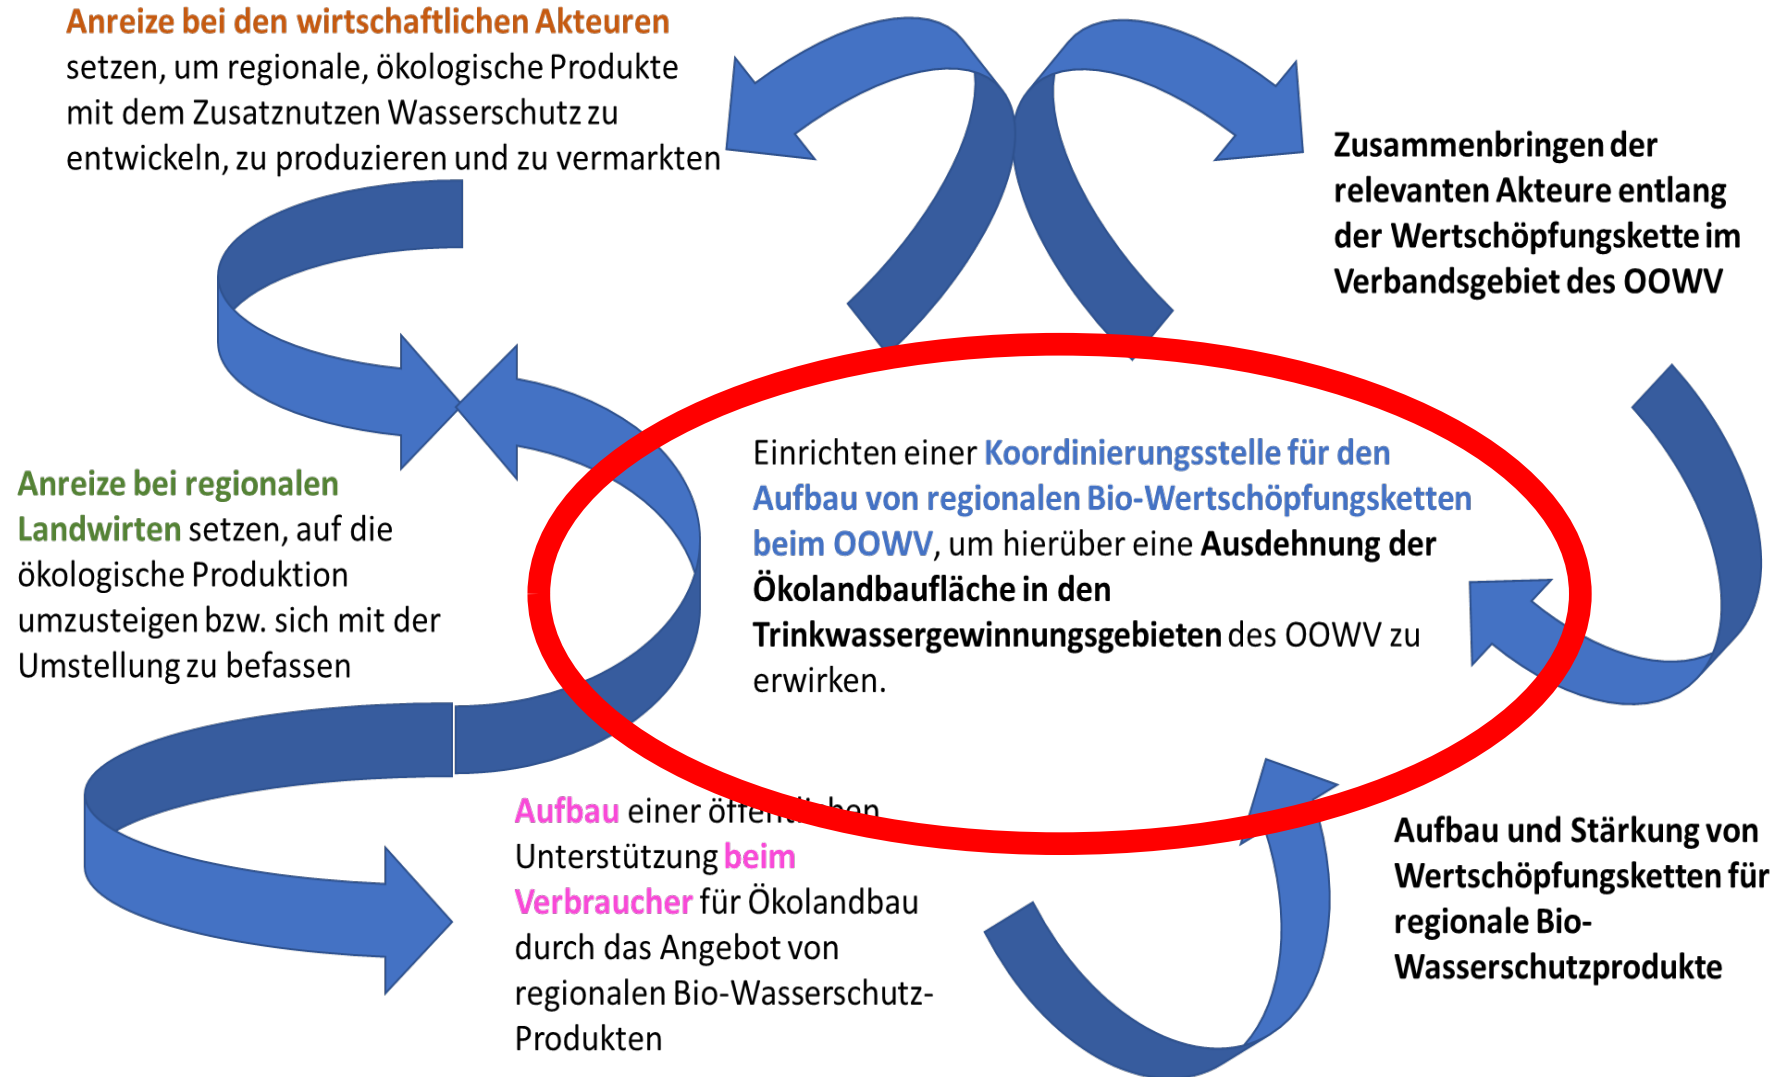 Anreize bei den wirtschaftlichen Akteuren
setzen, um regionale, ökologische Produkte
mit dem Zusatznutzen Wasserschutz zu
entwickeln, zu produzieren und zu vermarkten
Zusammenbringen der
relevanten Akteure entlang
der Wertschöpfungskette im
Verbandsgebiet des OOWV
Einrichten einer Koordinierungsstelle für den
Aufbau von regionalen Bio-Wertschöpfungsketten
beim OOWV, um hierüber eine Ausdehnung der
Ökolandbaufläche in den
Trinkwassergewinnungsgebieten des OOWV zu
erwirken.
Anreize bei regionalen
Landwirten setzen, auf die
ökologische Produktion
umzusteigen bzw. sich mit der
Umstellung zu befassen
Aufbau einer öffentlichen
Unterstützung beim
Verbraucher für Ökolandbau
durch das Angebot von
regionalen Bio-Wasserschutz-
Produkten
Aufbau und Stärkung von
Wertschöpfungsketten für
regionale Bio-
Wasserschutzprodukte